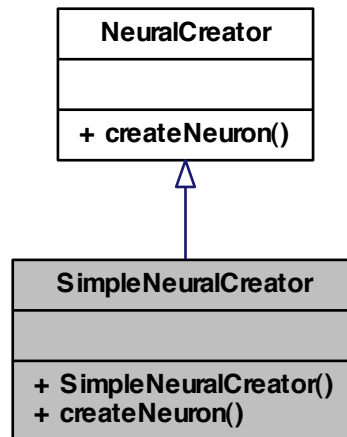 NeuralCreator
+ createNeuron()
SimpleNeuralCreator
+ SimpleNeuralCreator()
+ createNeuron()